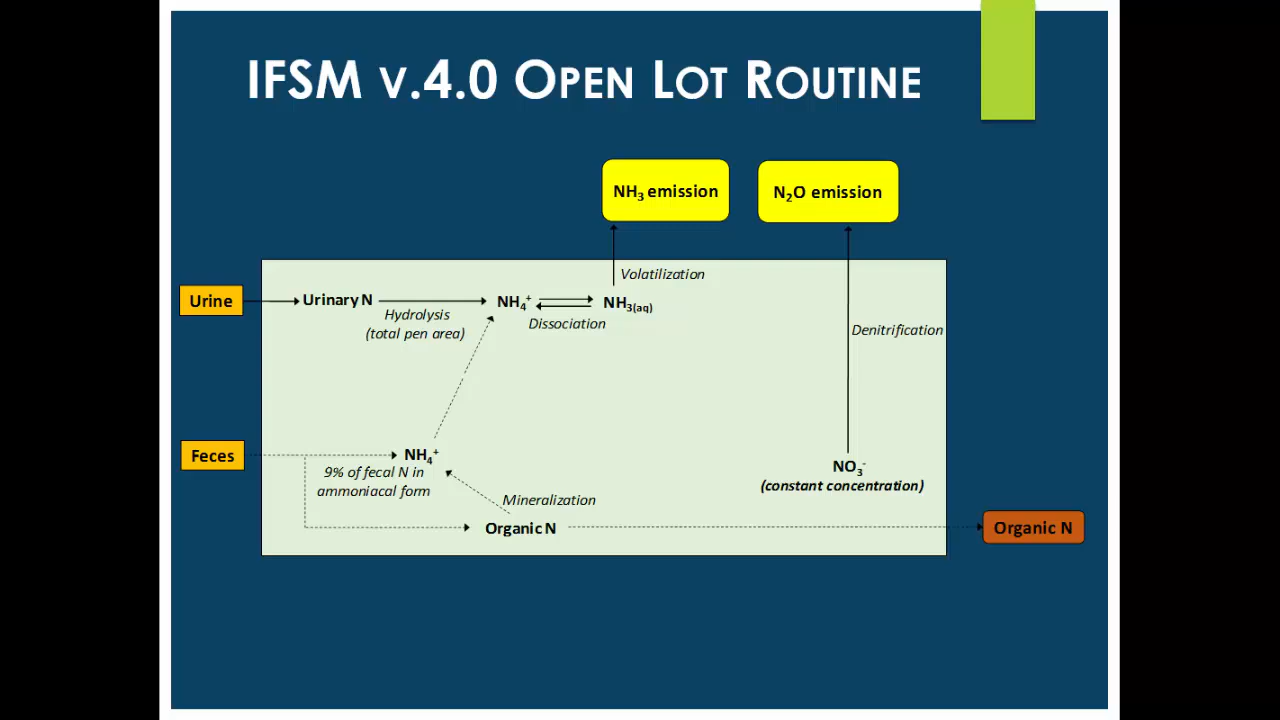 IFSM v.4.0 Open Lot Routine
NH3 emission
N2O emission
Volatilization
Urine
Urinary N
NH4+
NH3(aq)
Hydrolysis
(total pen area)
Dissociation
Denitrification
Feces
NH4+
9% of fecal N in
ammoniacal form
NO3-
(constant concentration)
Mineralization
Organic N
Organic N